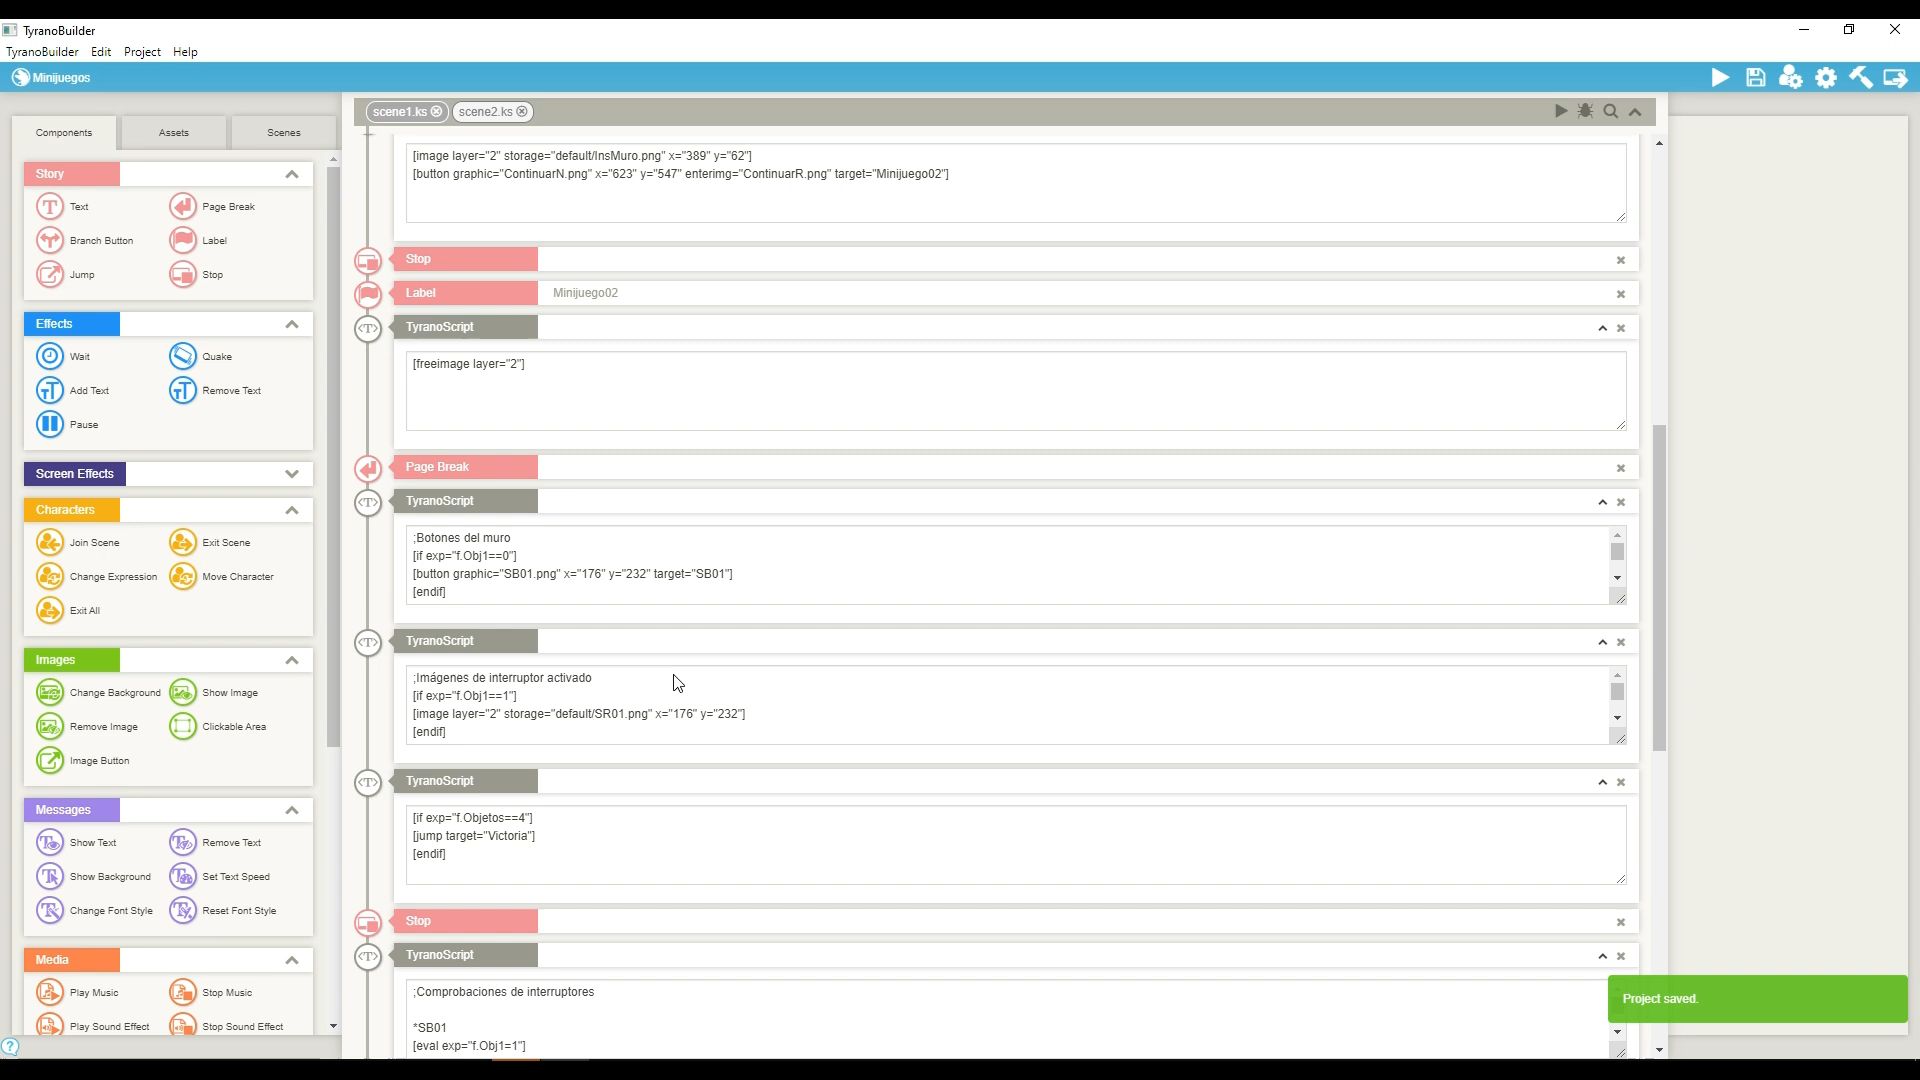 TyranoBuilder
TyranoBuilder Edit Project Help
Minijuegos
Components Assets Scenes
Story
Text Page Break
Branch Button Label
Jump Stop
Effects
Wait Quake
Add Text Remove Text
Pause
Screen Effects
Characters
Join Scene Exit Scene
Change Expression Move Character
Exit All
Images
Change Background Show Image
Remove Image Clickable Area
Image Button
Messages
Show Text Remove Text
Show Background Set Text Speed
Change Font Style Reset Font Style
Media
Play Music Stop Music
Play Sound Effect Stop Sound Effect
scene1.ks scene2.ks
[image layer="2" storage="default/InsMuro.png" x="389" y="62"]
[button graphic="ContinuarN.png" x="623" y="547" enterimg="ContinuarR.png" target="Minijuego02"]
Stop
Label Minijuego02
<T> TyranoScript
[freeimage layer="2"]
Page Break
<T> TyranoScript
;Botones del muro
[if exp="f.Obj1==0"]
[button graphic="SB01.png" x="176" y="232" target="SB01"]
[endif]
<T> TyranoScript
;Imágenes de interruptor activado
[if exp="f.Obj1==1"]
[image layer="2" storage="default/SR01.png" x="176" y="232"]
[endif]
<T> TyranoScript
[if exp="f.Objetos==4"]
[jump target="Victoria"]
[endif]
Stop
<T> TyranoScript
;Comprobaciones de interruptores
*SB01
[eval exp="f.Obj1=1"]
Project saved.